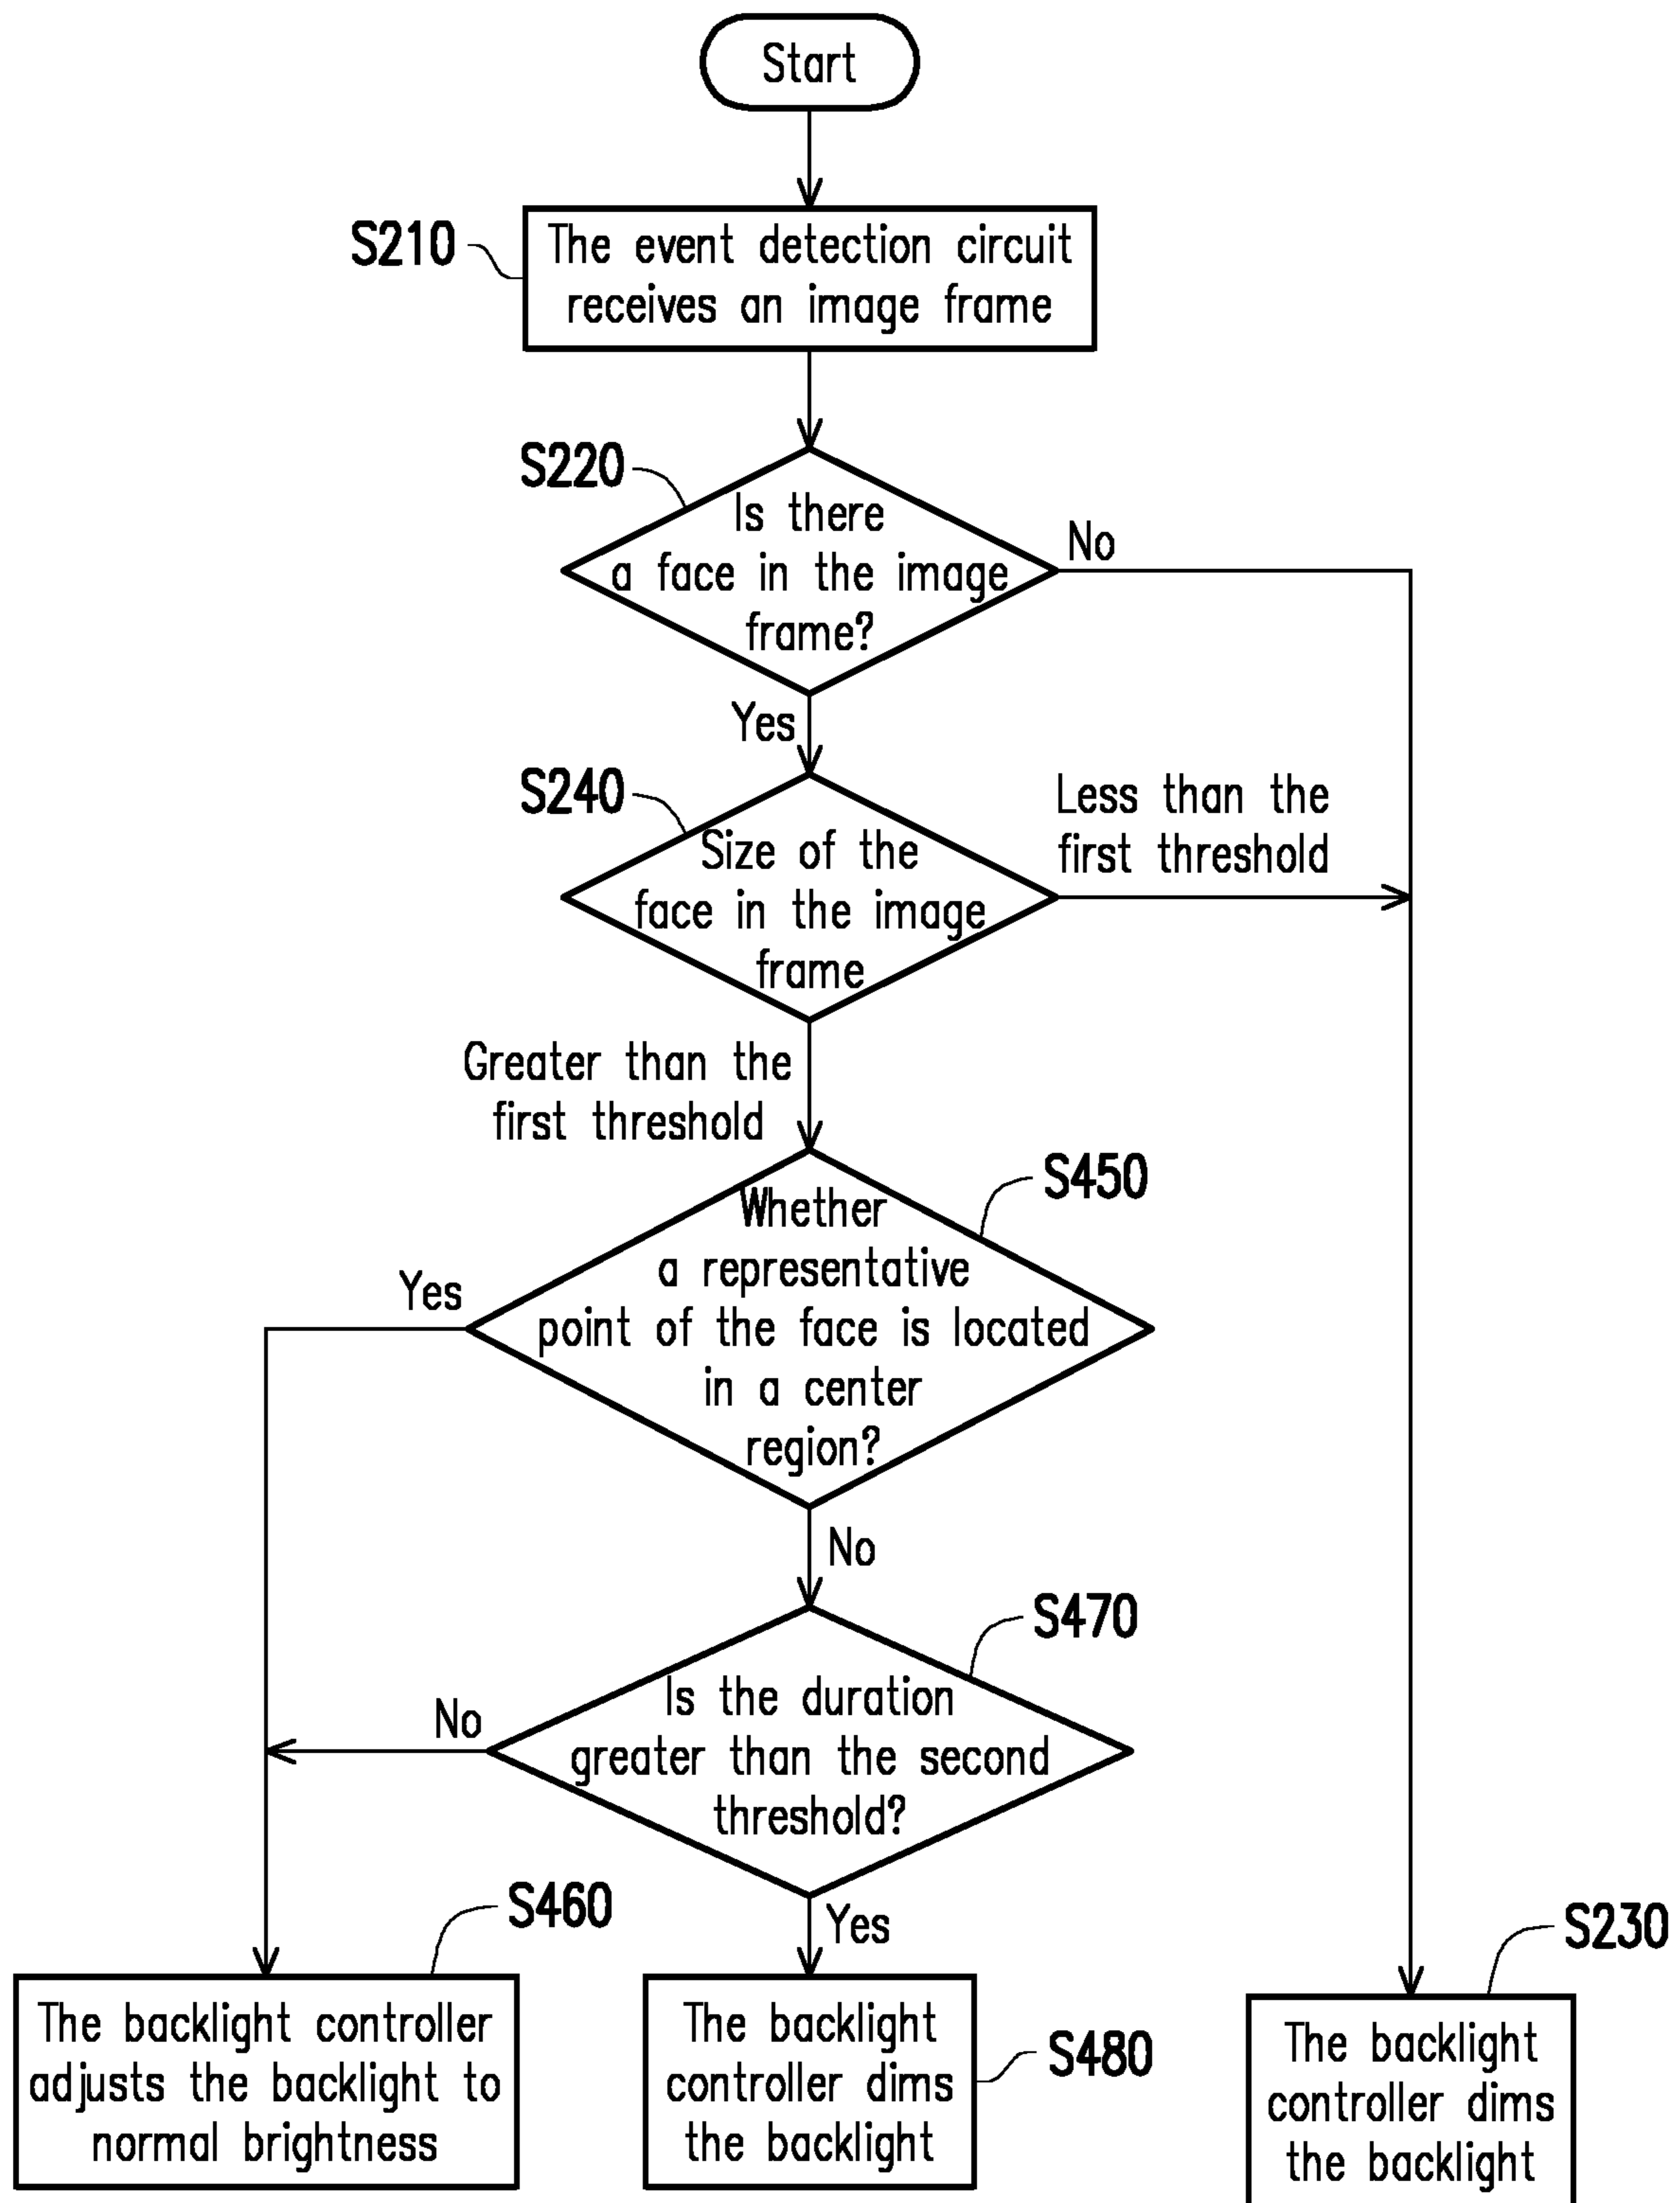 Start
S210
The event detection circuit
receives an image frame
S220
Is there
a face in the image
frame?
No
Yes
S240
Size of the
face in the image
frame
Less than the
first threshold
Greater than the
first threshold
S450
Whether
a representative
point of the face is located
in a center
region?
Yes
No
S470
Is the duration
greater than the second
threshold?
No
Yes
S460
The backlight controller
adjusts the backlight to
normal brightness
S480
The backlight
controller dims
the backlight
S230
The backlight
controller dims
the backlight